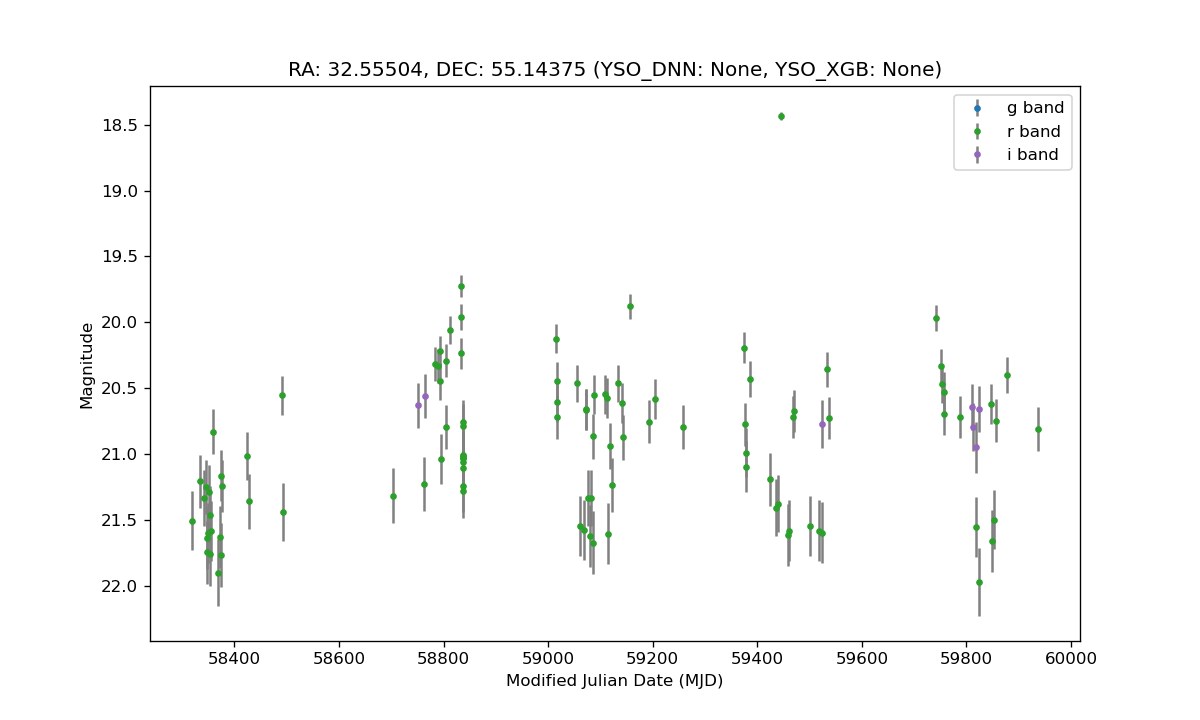 RA: 32.55504, DEC: 55.14375 (YSO_DNN: None, YSO_XGB: None)
g band
r band
i band
18.5
19.0
19.5
20.0
20.5
21.0
21.5
22.0
Magnitude
58400 58600 58800 59000 59200 59400 59600 59800 60000
Modified Julian Date (MJD)